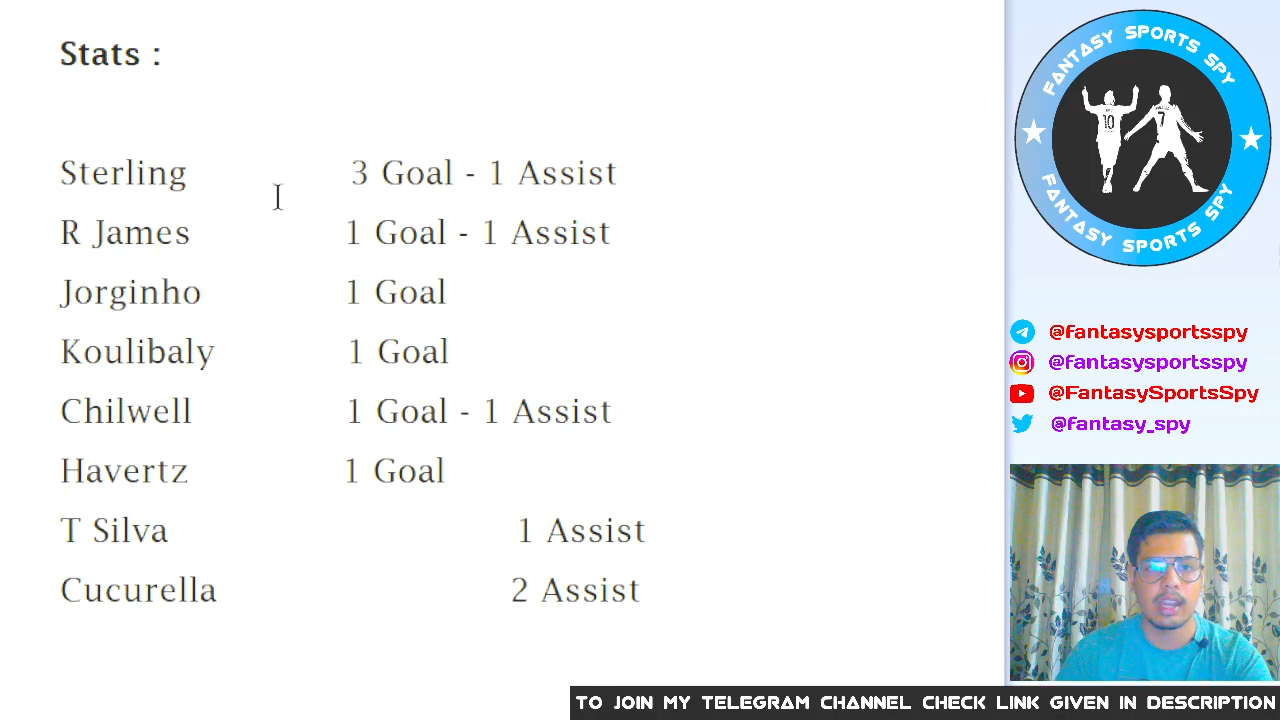 Stats :
Sterling 3 Goal - 1 Assist
R James 1 Goal - 1 Assist
Jorginho 1 Goal
Koulibaly 1 Goal
Chilwell 1 Goal - 1 Assist
Havertz 1 Goal
T Silva 1 Assist
Cucurella 2 Assist
FANTASY SPORTS SPY
10
7
FANTASY SPORTS SPY
@fantasysportsspy
@fantasysportsspy
@FantasySportsSpy
@fantasy_spy
TO JOIN MY TELEGRAM CHANNEL CHECK LINK GIVEN IN DESCRIPTION